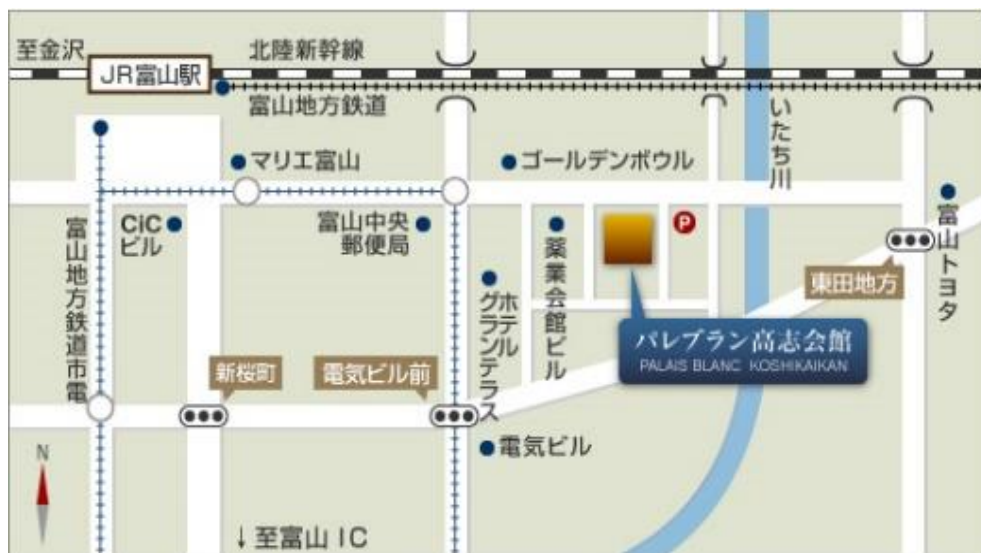 至金沢
北陸新幹線
JR富山駅
富山地方鉄道
いたち川
マリエ富山
ゴールデンボウル
CiC
ビル
富山中央
郵便局
富山地方鉄道市電
薬業会館ビル
P
富山トヨタ
東田地方
ホテル
グランテラス
パレブラン高志会館
PALAIS BLANC KOSHIKAIKAN
新桜町
電気ビル前
電気ビル
N
↓至富山IC